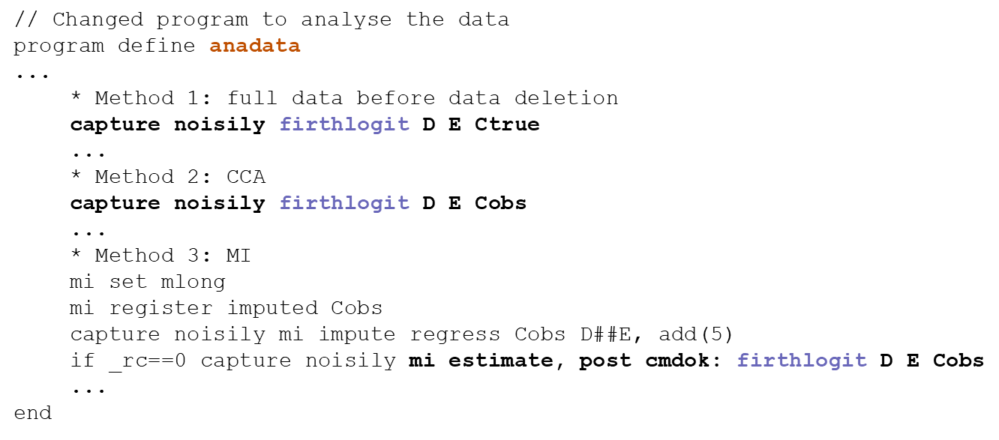 // Changed program to analyse the data
program define anadata
...
* Method 1: full data before data deletion
capture noisily firthlogit D E Ctrue
...
* Method 2: CCA
capture noisily firthlogit D E Cobs
...
* Method 3: MI
mi set mlong
mi register imputed Cobs
capture noisily mi impute regress Cobs D##E, add(5)
if _rc==0 capture noisily mi estimate, post cmdok: firthlogit D E Cobs
...
end